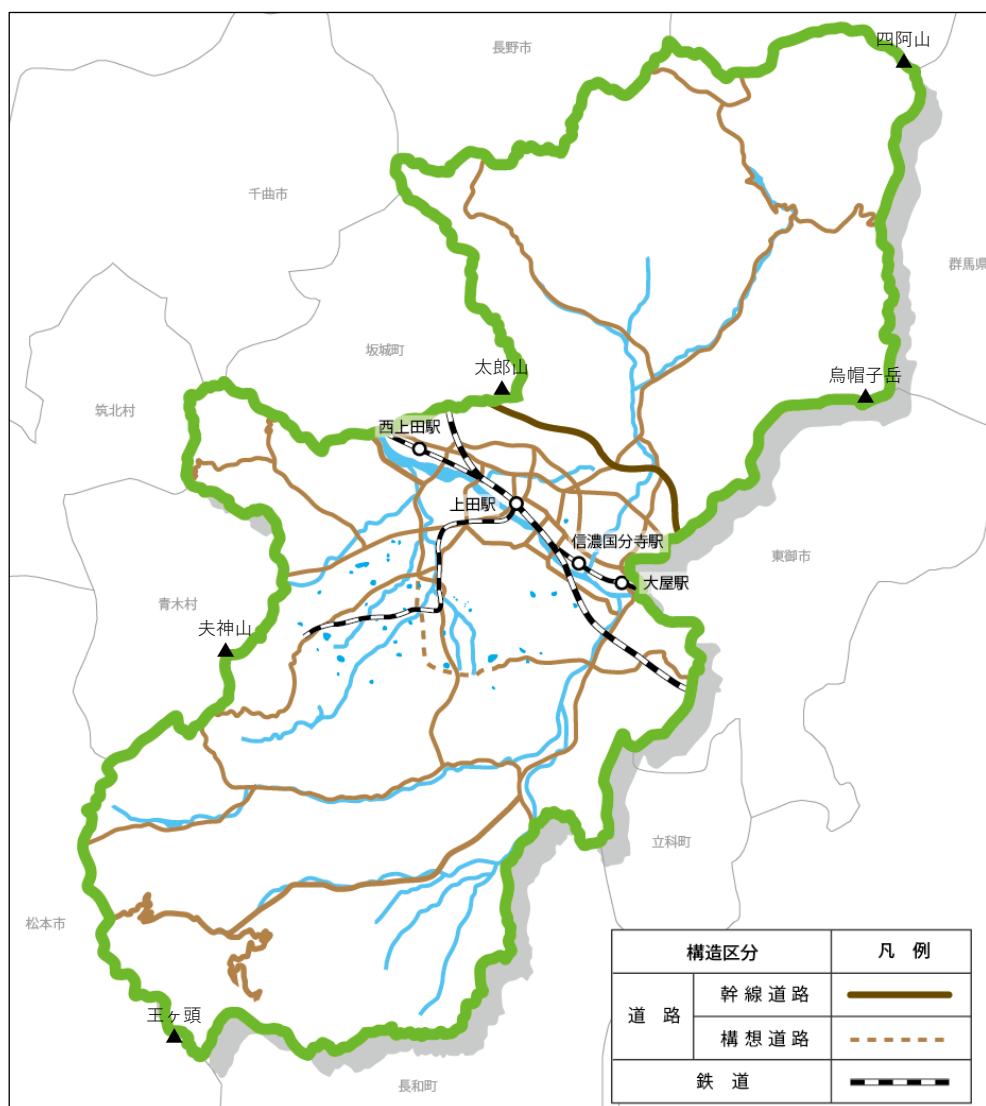 長野市
四阿山
千曲市
群馬県
坂城町
太郎山
烏帽子岳
筑北村
西上田駅
上田駅
信濃国分寺駅
東御市
大屋駅
青木村
夫神山
立科町
松本市
王ヶ頭
長和町
構造区分
凡 例
道 路
幹線道路
構想道路
鉄 道